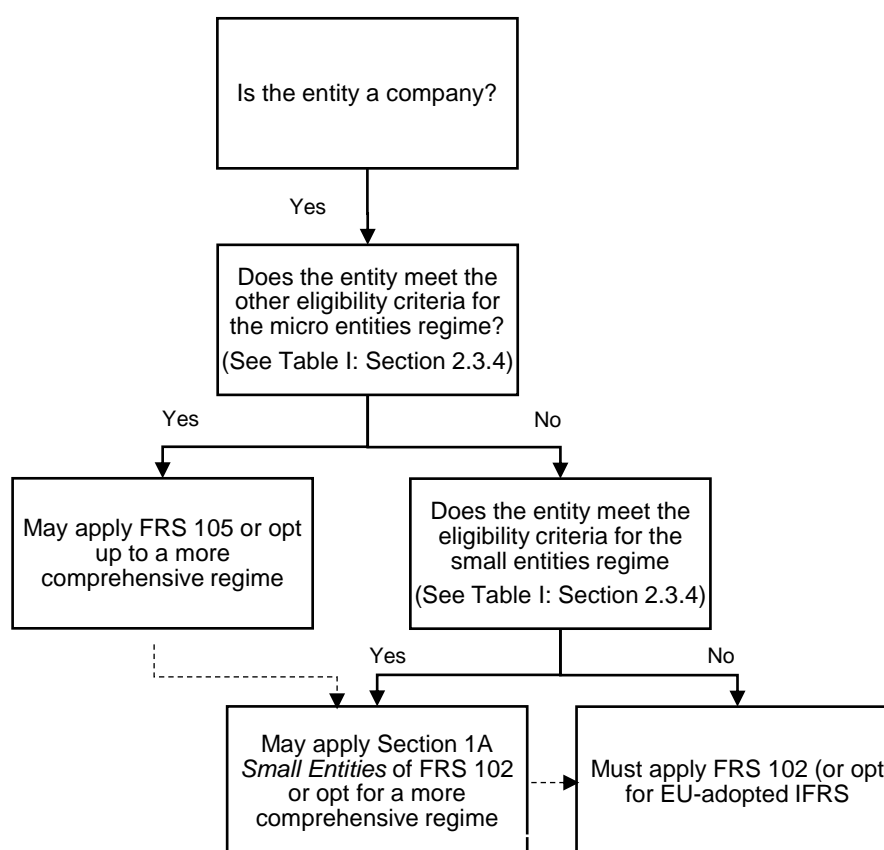 Is the entity a company?
Yes
Does the entity meet the
other eligibility criteria for
the micro entities regime?
(See Table I: Section 2.3.4)
Yes
No
May apply FRS 105 or opt
up to a more
comprehensive regime
Does the entity meet the
eligibility criteria for the
small entities regime
(See Table I: Section 2.3.4)
Yes
No
May apply Section 1A
Small Entities of FRS 102
or opt for a more
comprehensive regime
Must apply FRS 102 (or opt
for EU-adopted IFRS